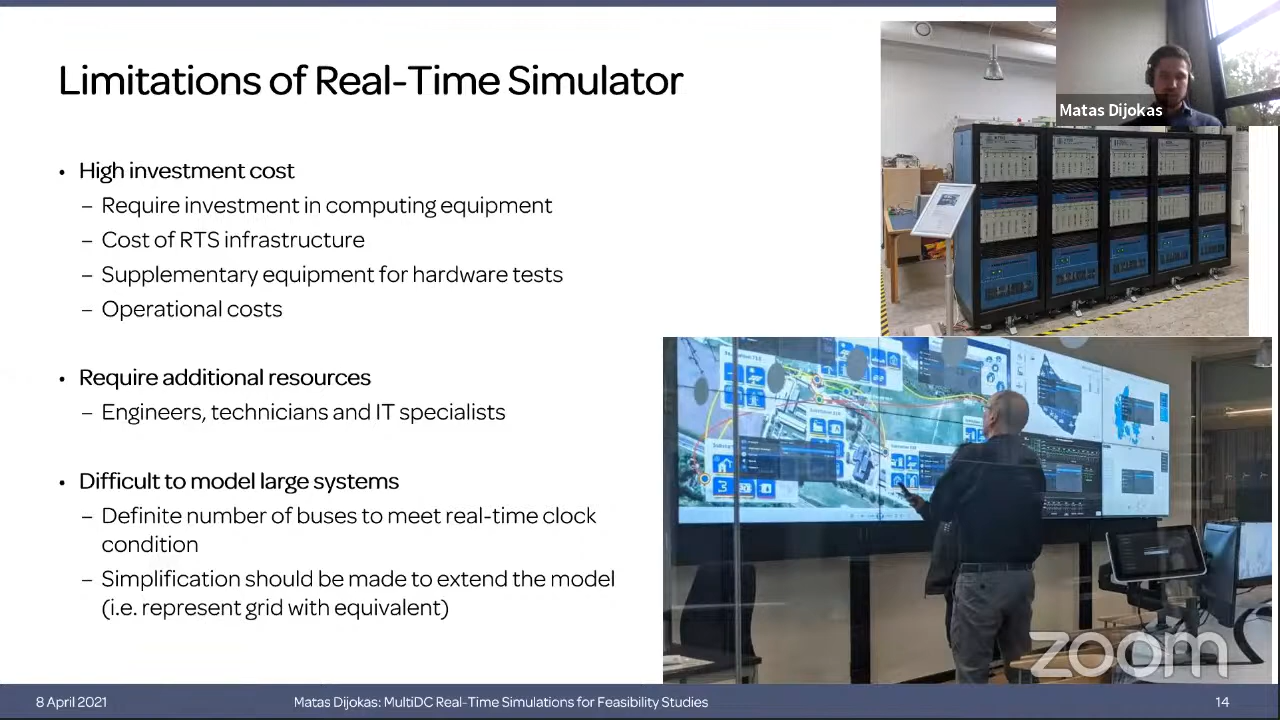 Limitations of Real-Time Simulator
Matas Dijokas
• High investment cost
– Require investment in computing equipment
– Cost of RTS infrastructure
– Supplementary equipment for hardware tests
– Operational costs
• Require additional resources
– Engineers, technicians and IT specialists
• Difficult to model large systems
– Definite number of buses to meet real-time clock
condition
– Simplification should be made to extend the model
(i.e. represent grid with equivalent)
zoom
8 April 2021
Matas Dijokas: MultiDC Real-Time Simulations for Feasibility Studies
14